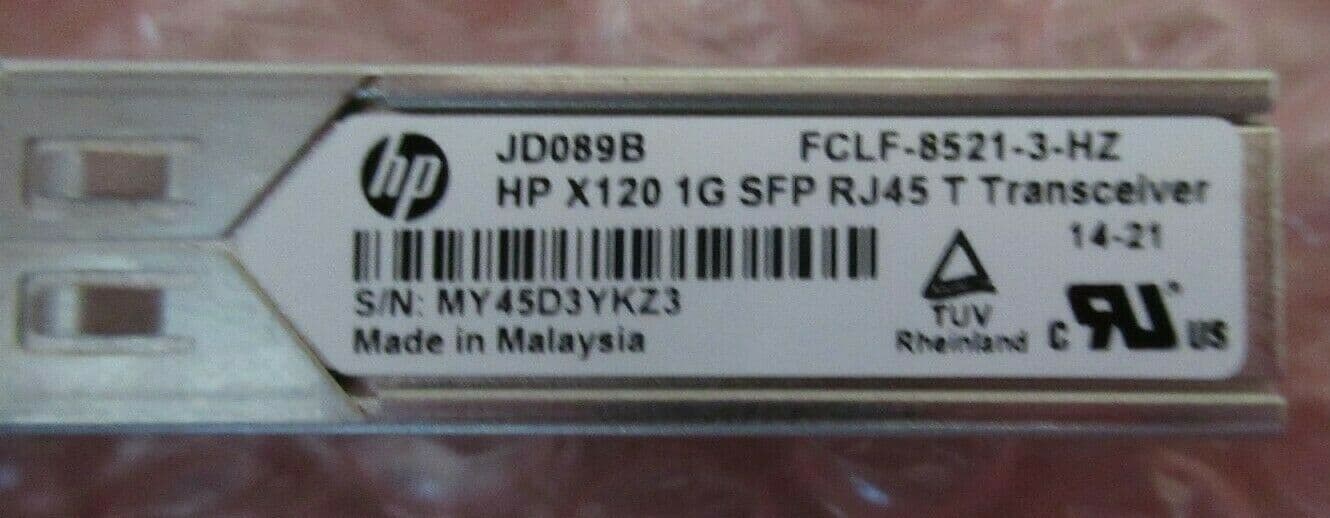 hp
JD089B FCLF-8521-3-HZ
HP X120 1G SFP RJ45 T Transceiver
14-21
S/N: MY45D3YKZ3
Made in Malaysia
TUV
Rheinland
C RU US